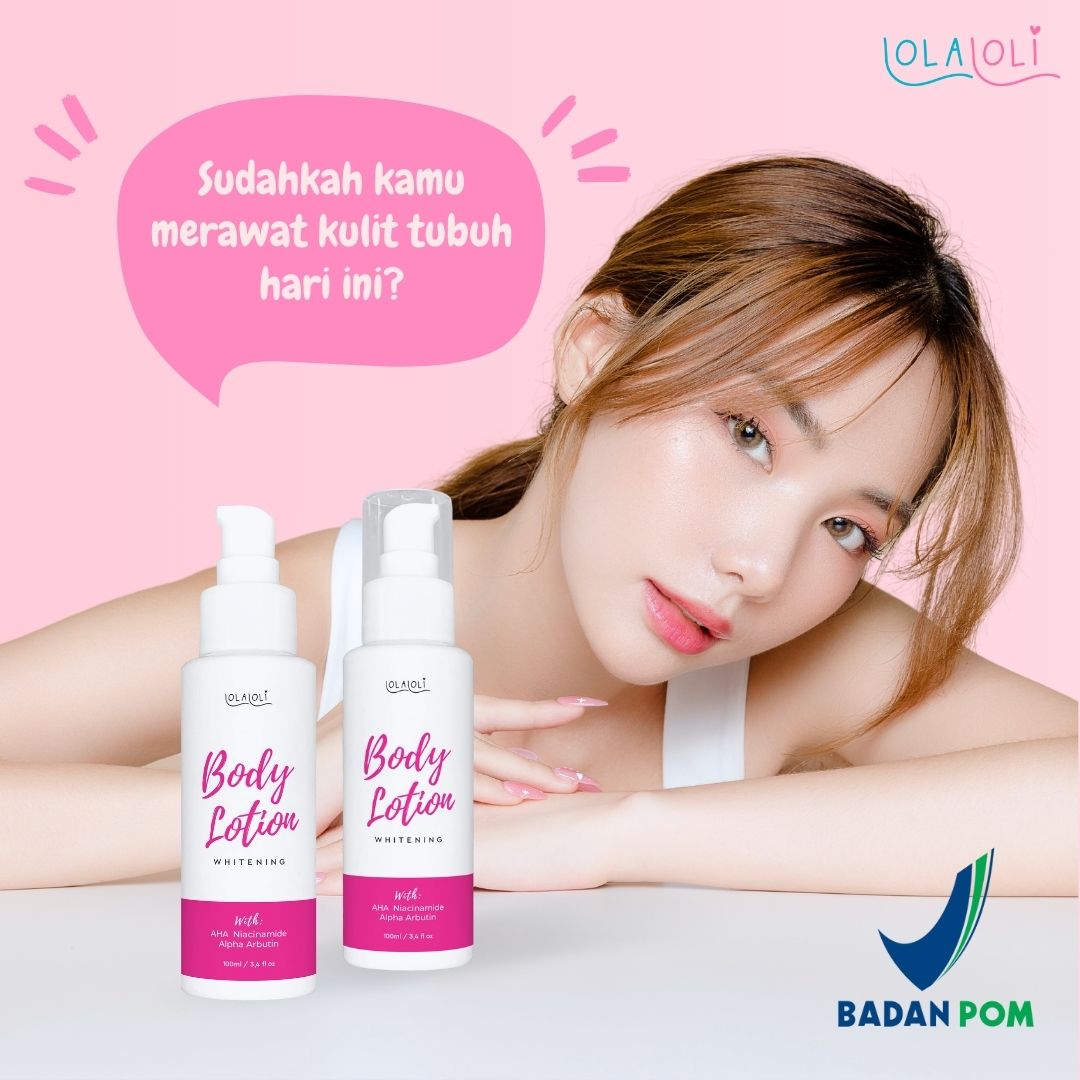 LOLALOLI
Sudahkah kamu
merawat kulit tubuh
hari ini?
LOLALOLI
Body
Lotion
WHITENING
With:
AHA Niacinamide
Alpha Arbutin
100ml / 3,4 fl oz
LOLALOLI
Body
Lotion
WHITENING
With:
AHA Niacinamide
Alpha Arbutin
100ml / 3,4 fl oz
BADAN POM